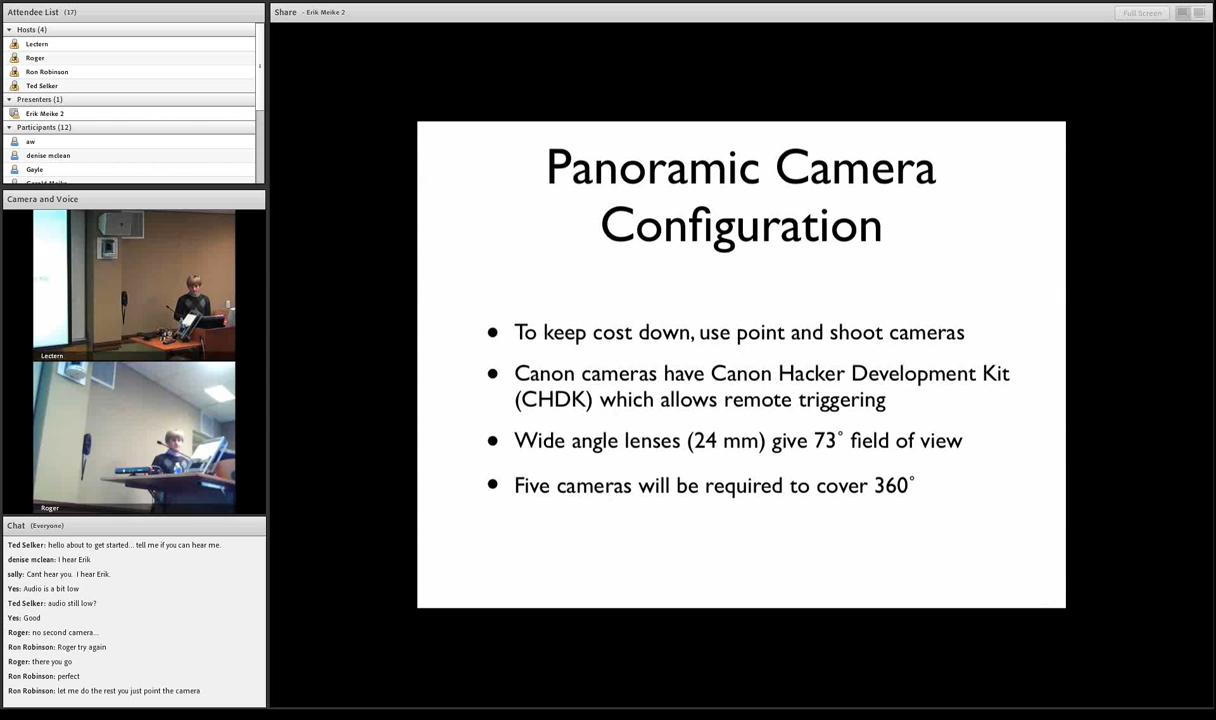 Attendee List (17)
Hosts (4)
Lectern
Roger
Ron Robinson
Ted Selker
Presenters (1)
Erik Meike 2
Participants (12)
aw
denise mclean
Gayle
Camera and Voice
Lectern
Roger
Chat (Everyone)
Ted Selker: hello about to get started... tell me if you can hear me.
denise mclean: I hear Erik
sally: Cant hear you. I hear Erik.
Yes: Audio is a bit low
Ted Selker: audio still low?
Yes: Good
Roger: no second camera...
Ron Robinson: Roger try again
Roger: there you go
Ron Robinson: perfect
Ron Robinson: let me do the rest you just point the camera
Share - Erik Meike 2
Full Screen
Panoramic Camera
Configuration
• To keep cost down, use point and shoot cameras
• Canon cameras have Canon Hacker Development Kit
(CHDK) which allows remote triggering
• Wide angle lenses (24 mm) give 73° field of view
• Five cameras will be required to cover 360°